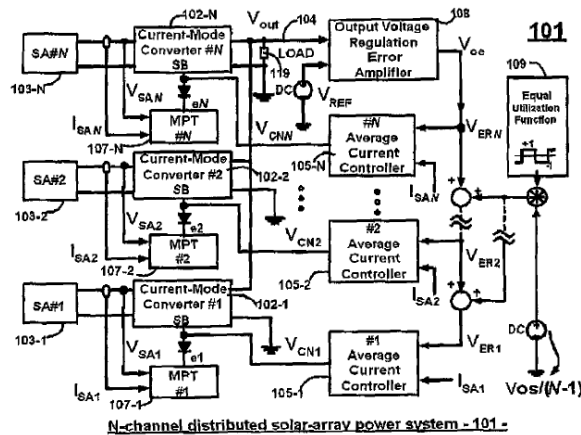 102-N
Current-Mode
Converter #N
SB
SA#N
103-N
Vout
104
LOAD
119
108
Output Voltage
Regulation
Error
Amplifier
101
DC
VREF
109
Equal
Utilization
Function
+1
-1
VSAN
eN
ISAN
MPT
#N
107-N
VCNN
#N
Average
Current
Controller
105-N
VERN
ISAN
Current-Mode
Converter #2
102-2
SB
SA#2
103-2
VSA2
e2
ISA2
MPT
#2
107-2
VCN2
#2
Average
Current
Controller
105-2
VER2
ISA2
Current-Mode
Converter #1
102-1
SB
SA#1
103-1
VSA1
e1
ISA1
MPT
#1
107-1
VCN1
#1
Average
Current
Controller
105-1
VER1
ISA1
+
+
+
+
DC
Vos/(N-1)
N-channel distributed solar-array power system - 101 -